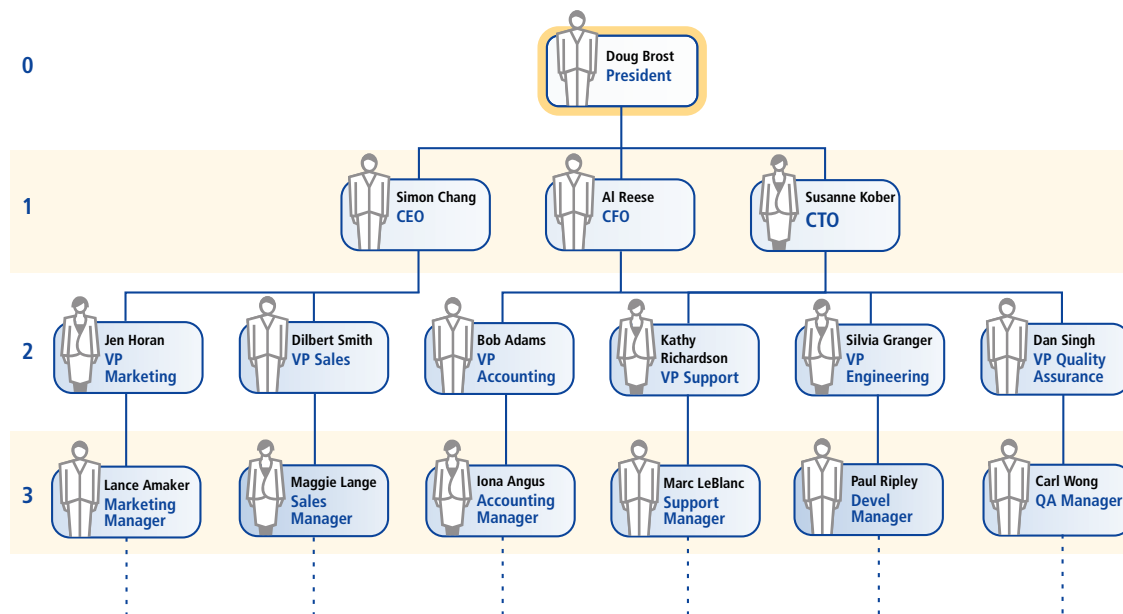 0
Doug Brost
President
1
Simon Chang
CEO
Al Reese
CFO
Susanne Kober
CTO
2
Jen Horan
VP
Marketing
Dilbert Smith
VP Sales
Bob Adams
VP
Accounting
Kathy
Richardson
VP Support
Silvia Granger
VP
Engineering
Dan Singh
VP Quality
Assurance
3
Lance Amaker
Marketing
Manager
Maggie Lange
Sales
Manager
Iona Angus
Accounting
Manager
Marc LeBlanc
Support
Manager
Paul Ripley
Devel
Manager
Carl Wong
QA Manager